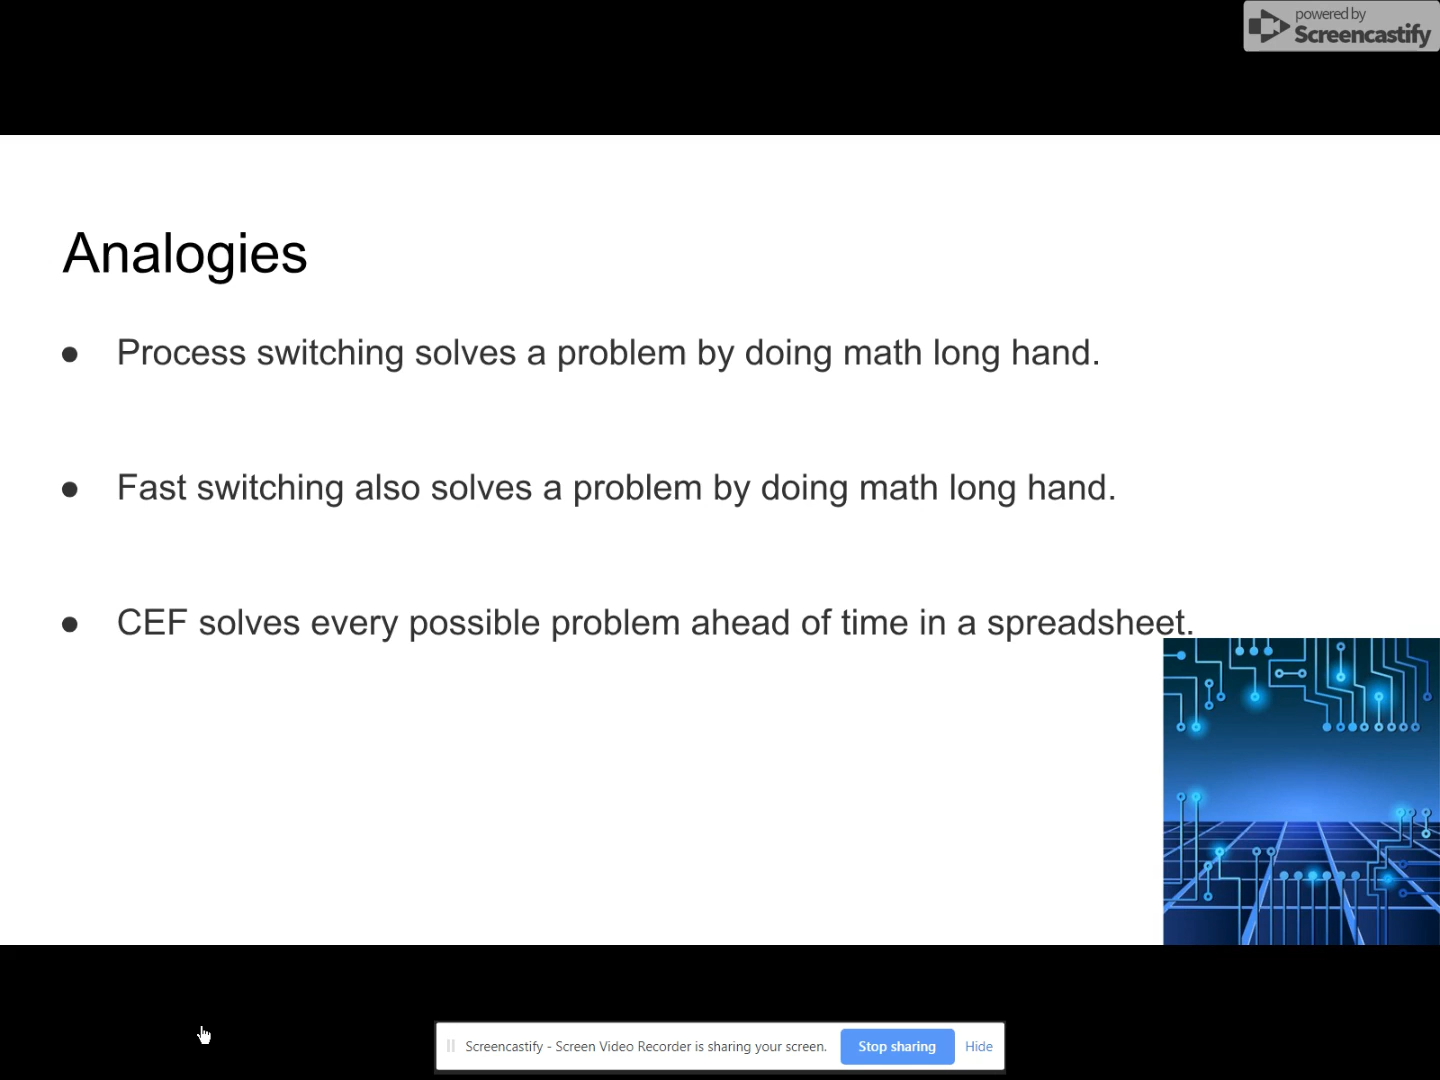 powered by
Screencastify
Analogies
● Process switching solves a problem by doing math long hand.
● Fast switching also solves a problem by doing math long hand.
● CEF solves every possible problem ahead of time in a spreadsheet.
Screencastify - Screen Video Recorder is sharing your screen. Stop sharing Hide